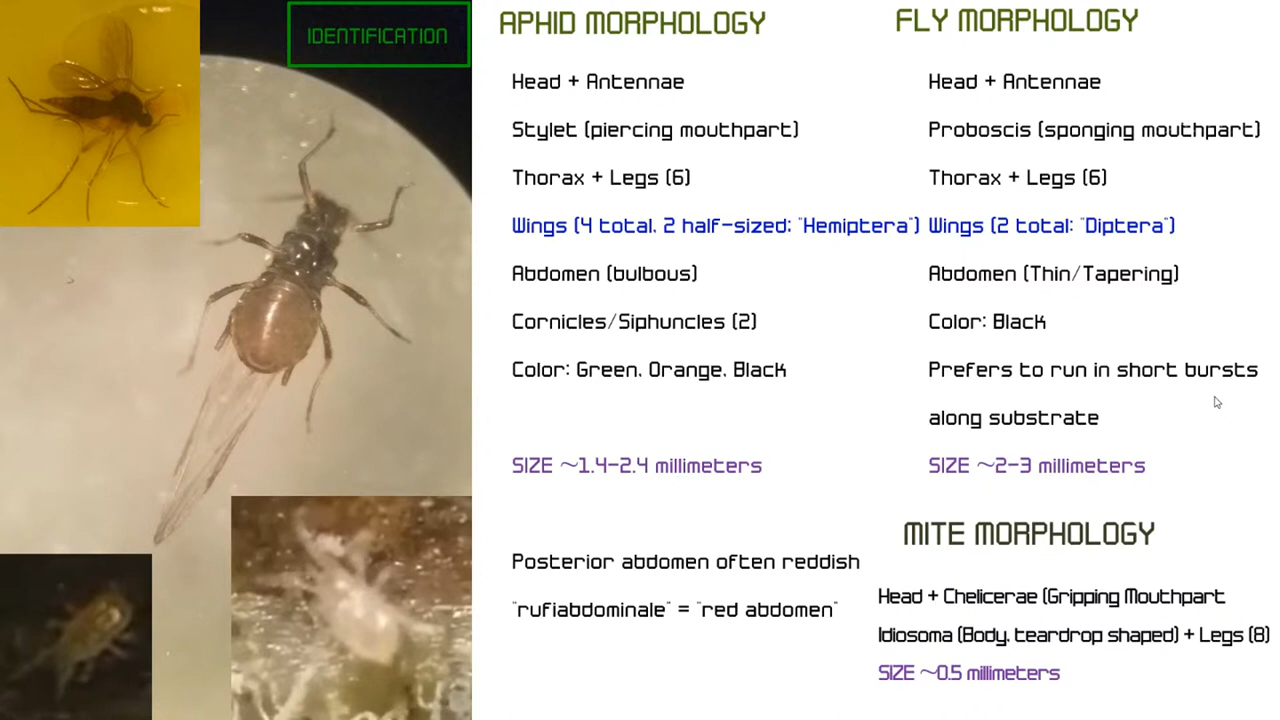 IDENTIFICATION
APHID MORPHOLOGY
Head + Antennae
Stylet (piercing mouthpart)
Thorax + Legs (6)
Wings (4 total, 2 half-sized: "Hemiptera")
Abdomen (bulbous)
Cornicles/Siphuncles (2)
Color: Green, Orange, Black
SIZE ~1.4-2.4 millimeters
Posterior abdomen often reddish
"rufiabdominale" = "red abdomen"
FLY MORPHOLOGY
Head + Antennae
Proboscis (sponging mouthpart)
Thorax + Legs (6)
Wings (2 total: "Diptera")
Abdomen (Thin/Tapering)
Color: Black
Prefers to run in short bursts
along substrate
SIZE ~2-3 millimeters
MITE MORPHOLOGY
Head + Chelicerae (Gripping Mouthpart
Idiosoma (Body, teardrop shaped) + Legs (8)
SIZE ~0.5 millimeters